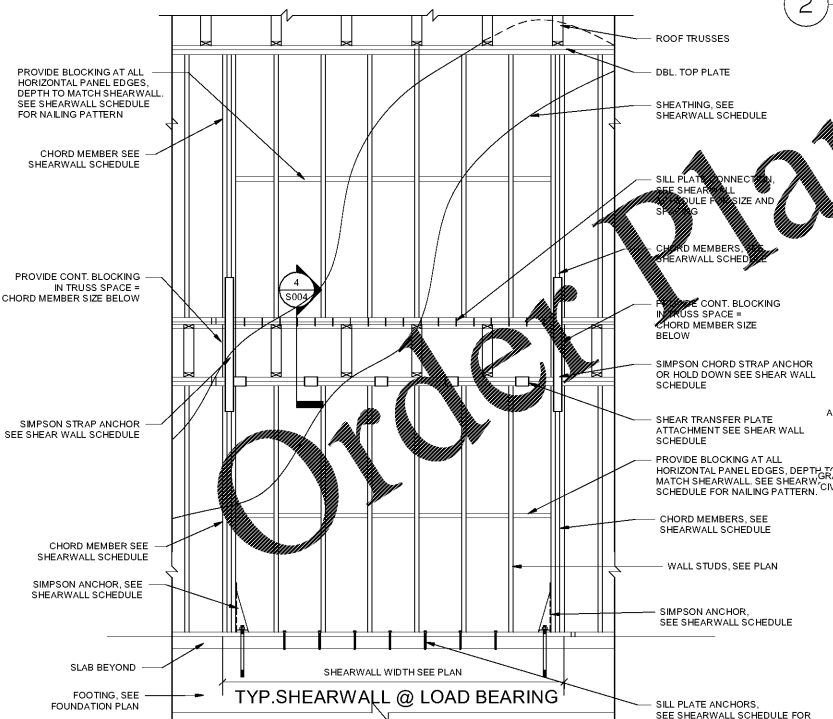 2
ROOF TRUSSES
DBL. TOP PLATE
SHEATHING, SEE
SHEARWALL SCHEDULE
PROVIDE BLOCKING AT ALL
HORIZONTAL PANEL EDGES,
DEPTH TO MATCH SHEARWALL.
SEE SHEARWALL SCHEDULE
FOR NAILING PATTERN
CHORD MEMBER SEE
SHEARWALL SCHEDULE
SILL PLATE CONNECTION,
SEE SHEARWALL
SCHEDULE FOR SIZE AND
SPACING
CHORD MEMBERS, SEE
SHEARWALL SCHEDULE
4
S004
PROVIDE CONT. BLOCKING
IN TRUSS SPACE =
CHORD MEMBER SIZE BELOW
PROVIDE CONT. BLOCKING
IN TRUSS SPACE =
CHORD MEMBER SIZE
BELOW
SIMPSON CHORD STRAP ANCHOR
OR HOLD DOWN SEE SHEAR WALL
SCHEDULE
SIMPSON STRAP ANCHOR
SEE SHEAR WALL SCHEDULE
SHEAR TRANSFER PLATE
ATTACHMENT SEE SHEAR WALL
SCHEDULE
A
PROVIDE BLOCKING AT ALL
HORIZONTAL PANEL EDGES, DEPTH TO
MATCH SHEARWALL. SEE SHEARW
SCHEDULE FOR NAILING PATTERN.
GRA
CIV
CHORD MEMBER SEE
SHEARWALL SCHEDULE
CHORD MEMBERS, SEE
SHEARWALL SCHEDULE
WALL STUDS, SEE PLAN
SIMPSON ANCHOR, SEE
SHEARWALL SCHEDULE
SIMPSON ANCHOR,
SEE SHEARWALL SCHEDULE
SLAB BEYOND
SHEARWALL WIDTH SEE PLAN
FOOTING, SEE
FOUNDATION PLAN
TYP.SHEARWALL @ LOAD BEARING
SILL PLATE ANCHORS,
SEE SHEARWALL SCHEDULE FOR
Order Pla